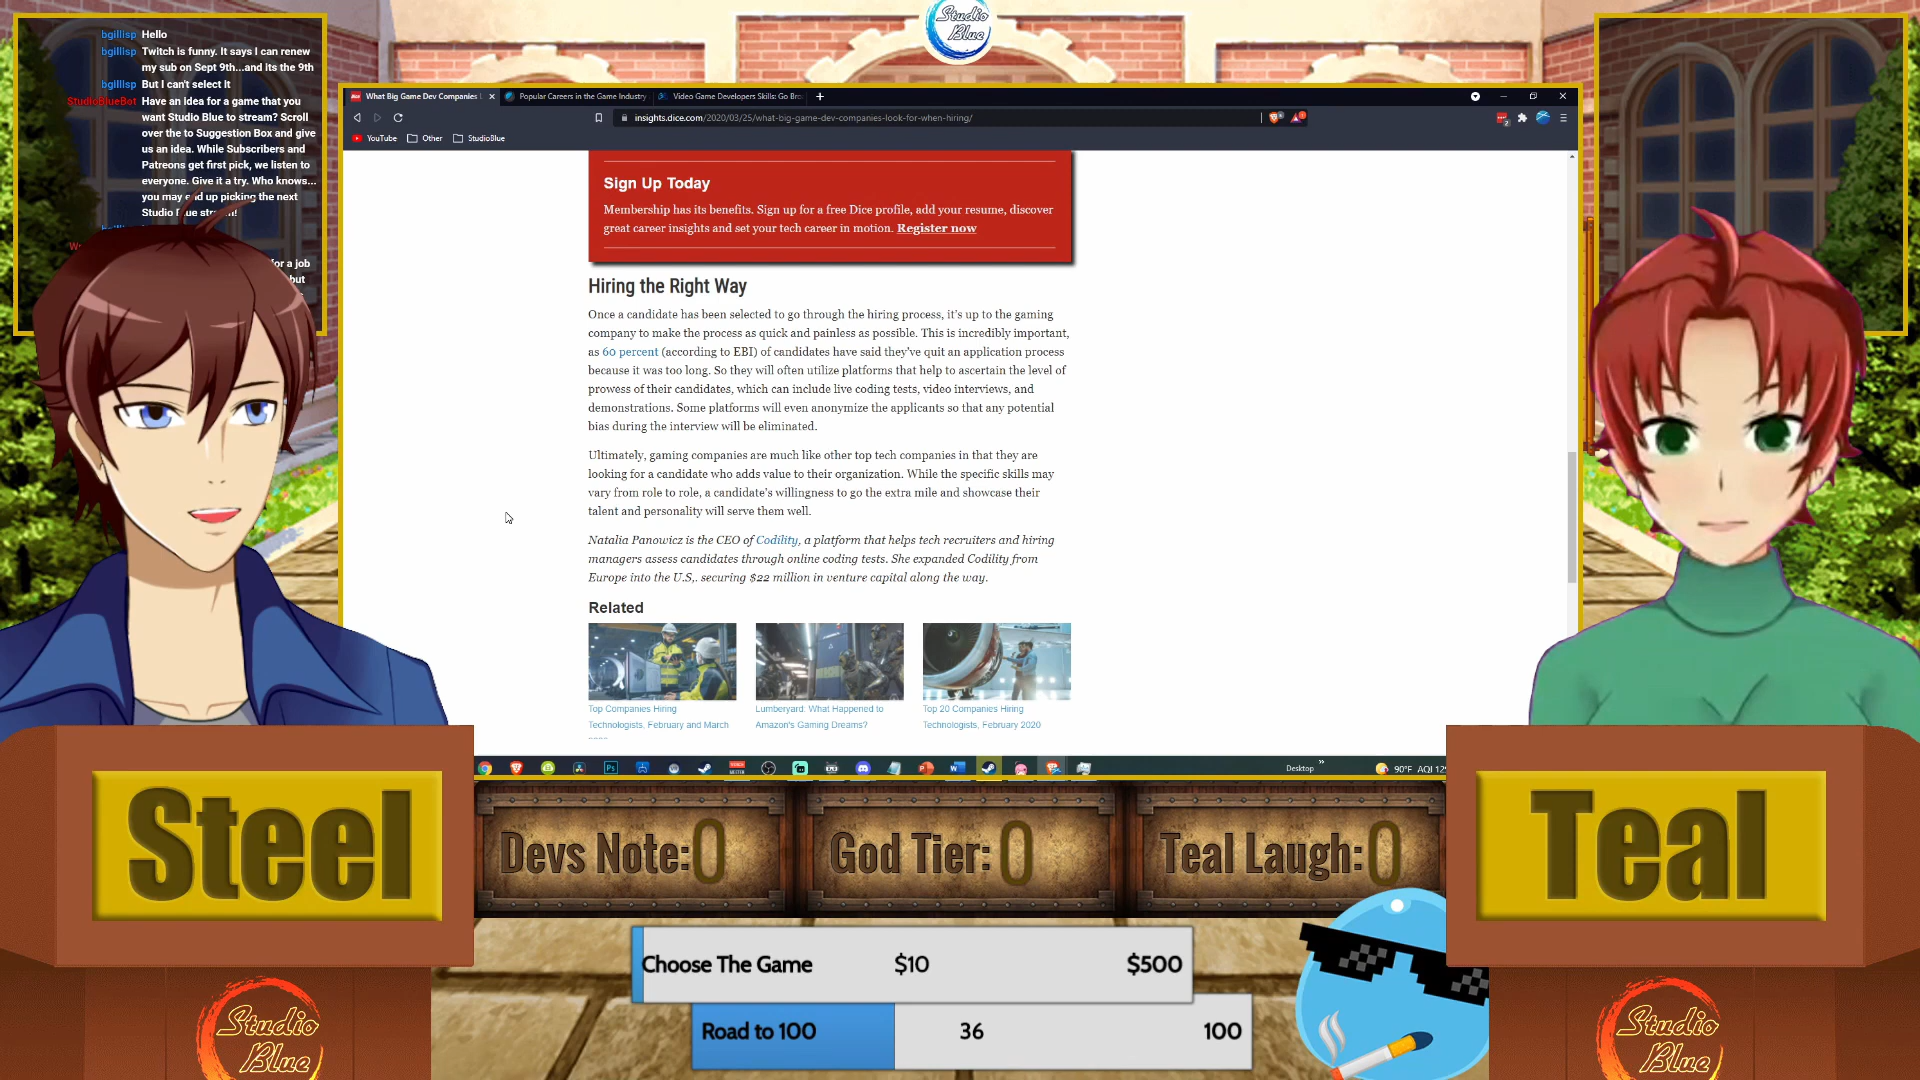 Studio
Blue
bgillisp Hello
bgillisp Twitch is funny. It says I can renew
my sub on Sept 9th...and its the 9th
bgillisp But I can't select it
StudioBlueBot Have an idea for a game that you
want Studio Blue to stream? Scroll
over the to Suggestion Box and give
us an idea. While Subscribers and
Patreons get first pick, we listen to
everyone. Give it a try. Who knows...
you may end up picking the next
Studio Blue stream!
for a job
but
What Big Game Dev Companies
Popular Careers in the Game Industry
Video Game Developers Skills: Go Bro
insights.dice.com/2020/03/25/what-big-game-dev-companies-look-for-when-hiring/
YouTube Other StudioBlue
Sign Up Today
Membership has its benefits. Sign up for a free Dice profile, add your resume, discover
great career insights and set your tech career in motion. Register now
Hiring the Right Way
Once a candidate has been selected to go through the hiring process, it's up to the gaming
company to make the process as quick and painless as possible. This is incredibly important,
as 60 percent (according to EBI) of candidates have said they've quit an application process
because it was too long. So they will often utilize platforms that help to ascertain the level of
prowess of their candidates, which can include live coding tests, video interviews, and
demonstrations. Some platforms will even anonymize the applicants so that any potential
bias during the interview will be eliminated.
Ultimately, gaming companies are much like other top tech companies in that they are
looking for a candidate who adds value to their organization. While the specific skills may
vary from role to role, a candidate's willingness to go the extra mile and showcase their
talent and personality will serve them well.
Natalia Panowicz is the CEO of Codility, a platform that helps tech recruiters and hiring
managers assess candidates through online coding tests. She expanded Codility from
Europe into the U.S,. securing $22 million in venture capital along the way.
Related
Top Companies Hiring
Technologists, February and March
Lumberyard: What Happened to
Amazon's Gaming Dreams?
Top 20 Companies Hiring
Technologists, February 2020
Desktop
90°F AQI 12
Steel
Teal
Devs Note: 0
God Tier: 0
Teal Laugh: 0
Choose The Game $10 $500
Road to 100 36 100
Studio
Blue
Studio
Blue